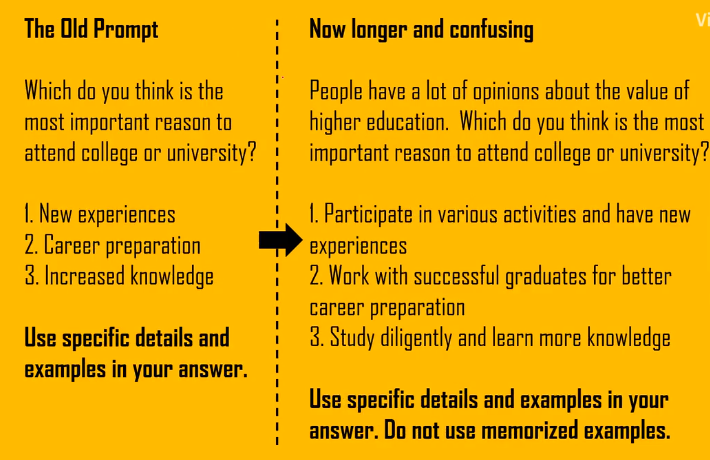 The Old Prompt
Which do you think is the
most important reason to
attend college or university?
1. New experiences
2. Career preparation
3. Increased knowledge
Use specific details and
examples in your answer.
Now longer and confusing
People have a lot of opinions about the value of
higher education. Which do you think is the most
important reason to attend college or university?
1. Participate in various activities and have new
experiences
2. Work with successful graduates for better
career preparation
3. Study diligently and learn more knowledge
Use specific details and examples in your
answer. Do not use memorized examples.